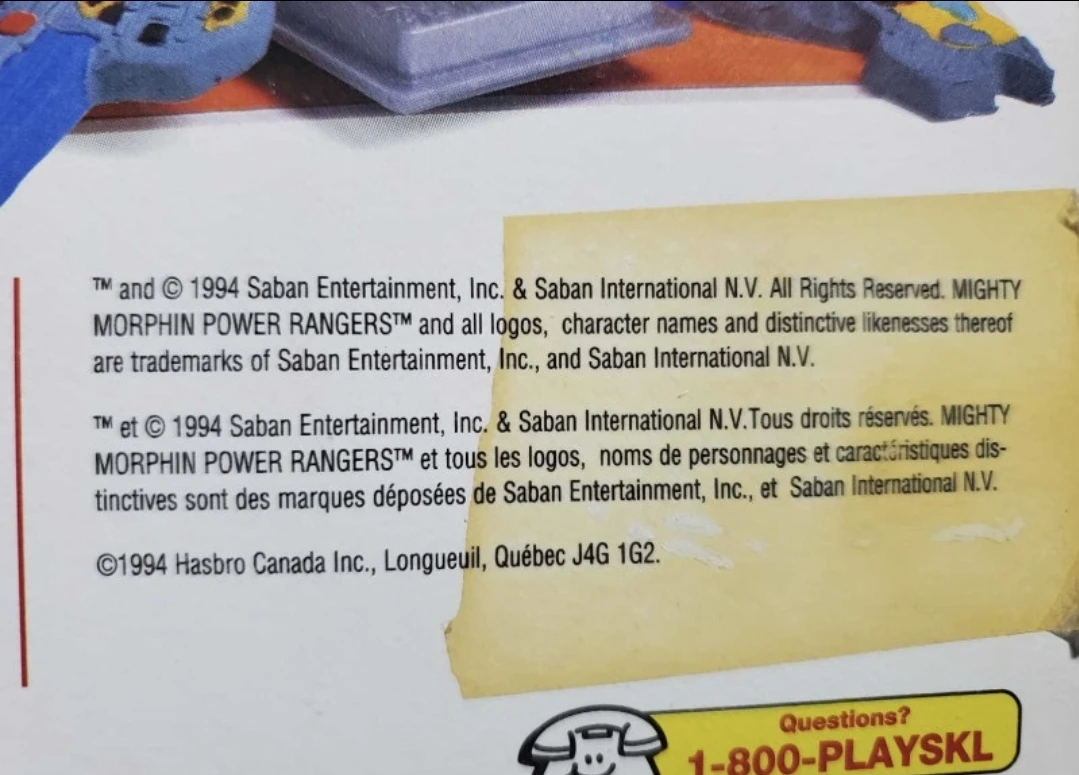 ™ and © 1994 Saban Entertainment, Inc. & Saban International N.V. All Rights Reserved. MIGHTY
MORPHIN POWER RANGERS™ and all logos, character names and distinctive likenesses thereof
are trademarks of Saban Entertainment, Inc., and Saban International N.V.
™ et © 1994 Saban Entertainment, Inc. & Saban International N.V.Tous droits réservés. MIGHTY
MORPHIN POWER RANGERS™ et tous les logos, noms de personnages et caractéristiques dis-
tinctives sont des marques déposées de Saban Entertainment, Inc., et Saban International N.V.
©1994 Hasbro Canada Inc., Longueuil, Québec J4G 1G2.
Questions?
1-800-PLAYSKL